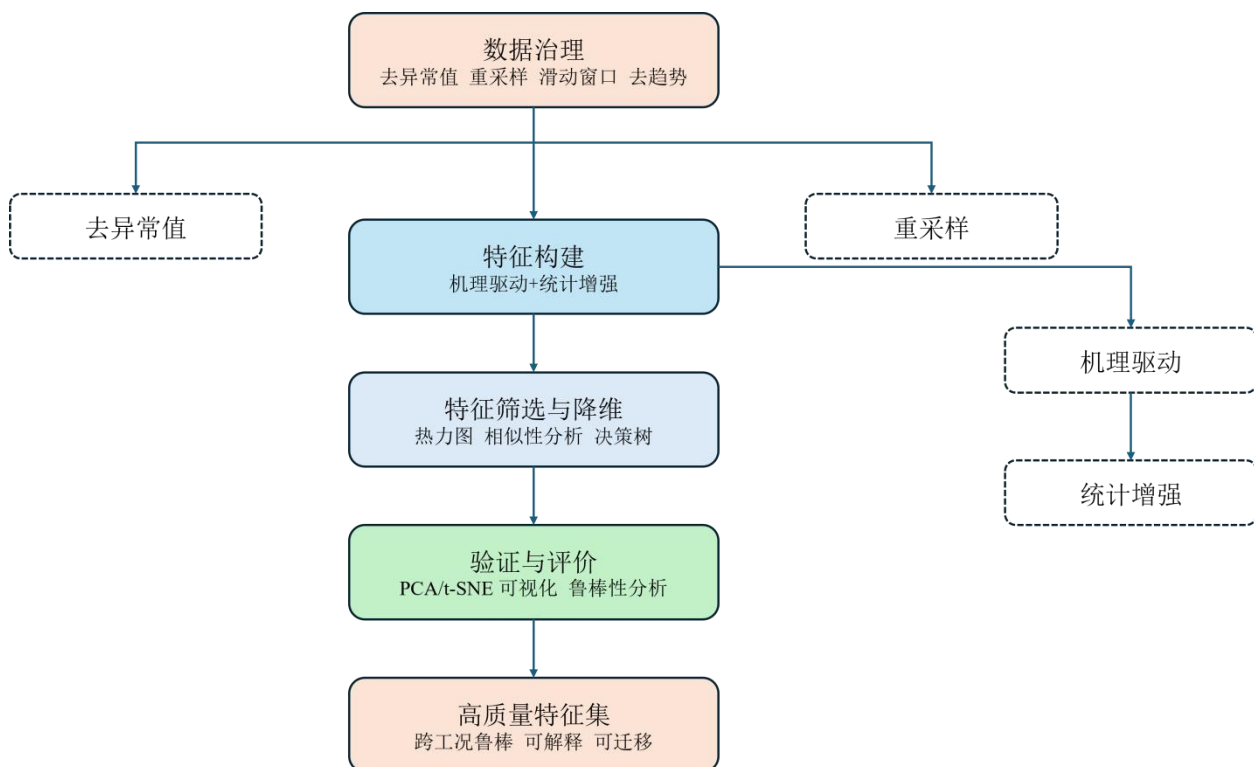 数据治理
去异常值 重采样 滑动窗口 去趋势
去异常值
重采样
特征构建
机理驱动+统计增强
机理驱动
特征筛选与降维
热力图 相似性分析 决策树
统计增强
验证与评价
PCA/t-SNE 可视化 鲁棒性分析
高质量特征集
跨工况鲁棒 可解释 可迁移